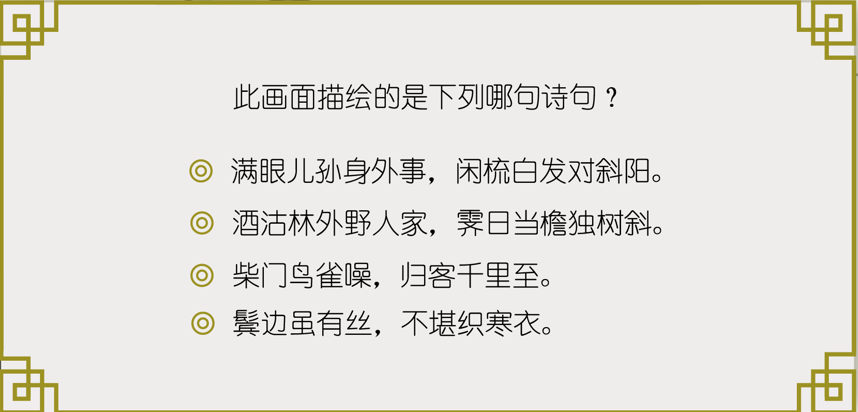 此画面描绘的是下列哪句诗句？
满眼儿孙身外事，闲梳白发对斜阳。
酒沽林外野人家，霁日当檐独树斜。
柴门鸟雀噪，归客千里至。
鬓边虽有丝，不堪织寒衣。